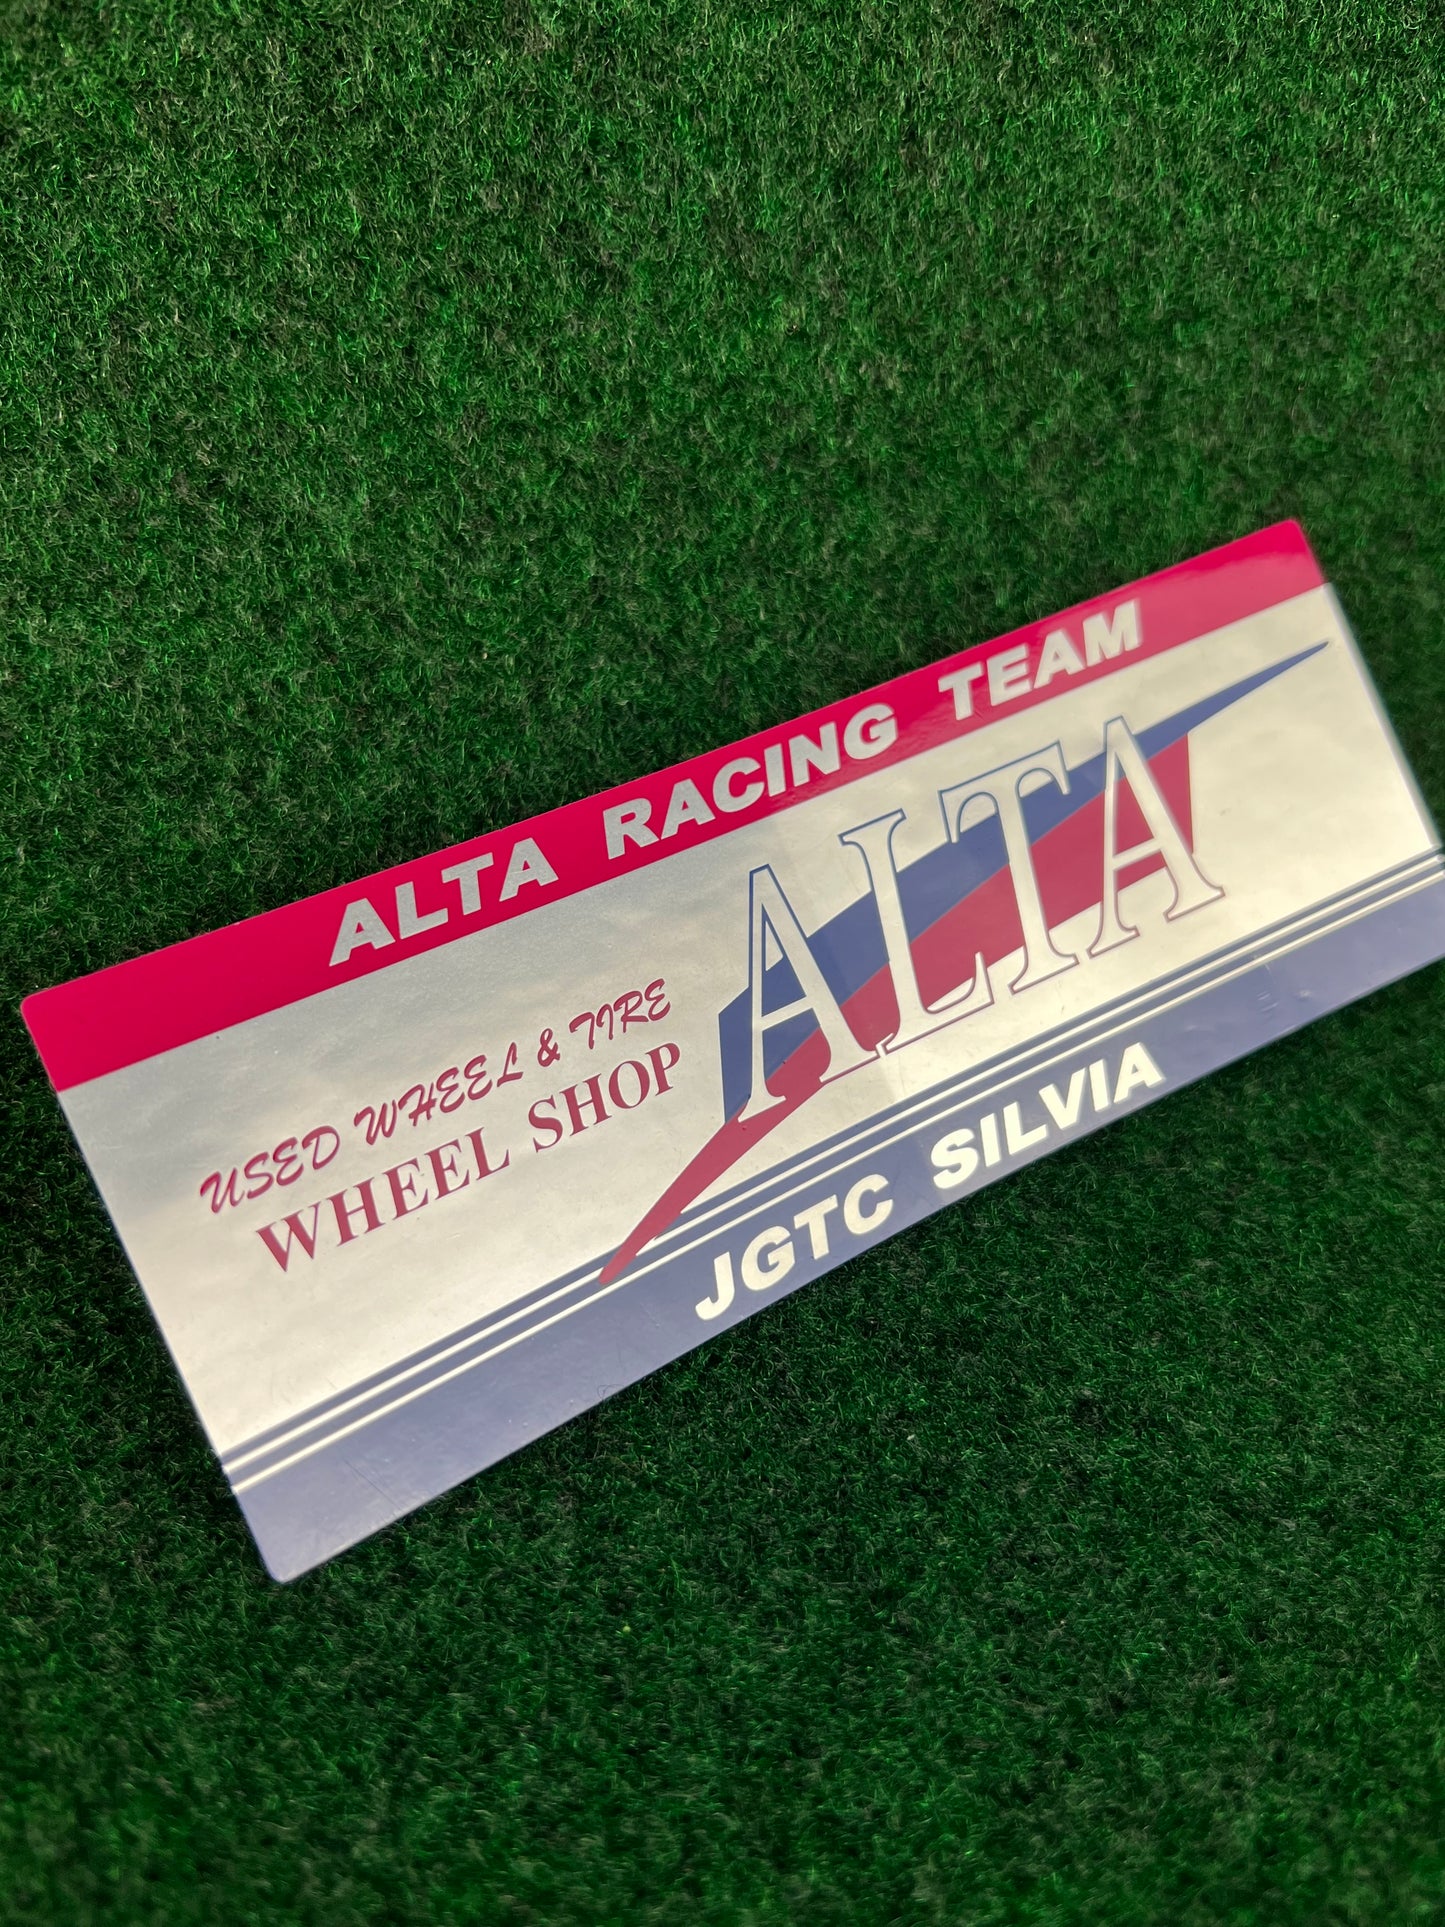 ALTA RACING TEAM
USED WHEEL & TIRE
WHEEL SHOP
ALTA
JGTC SILVIA